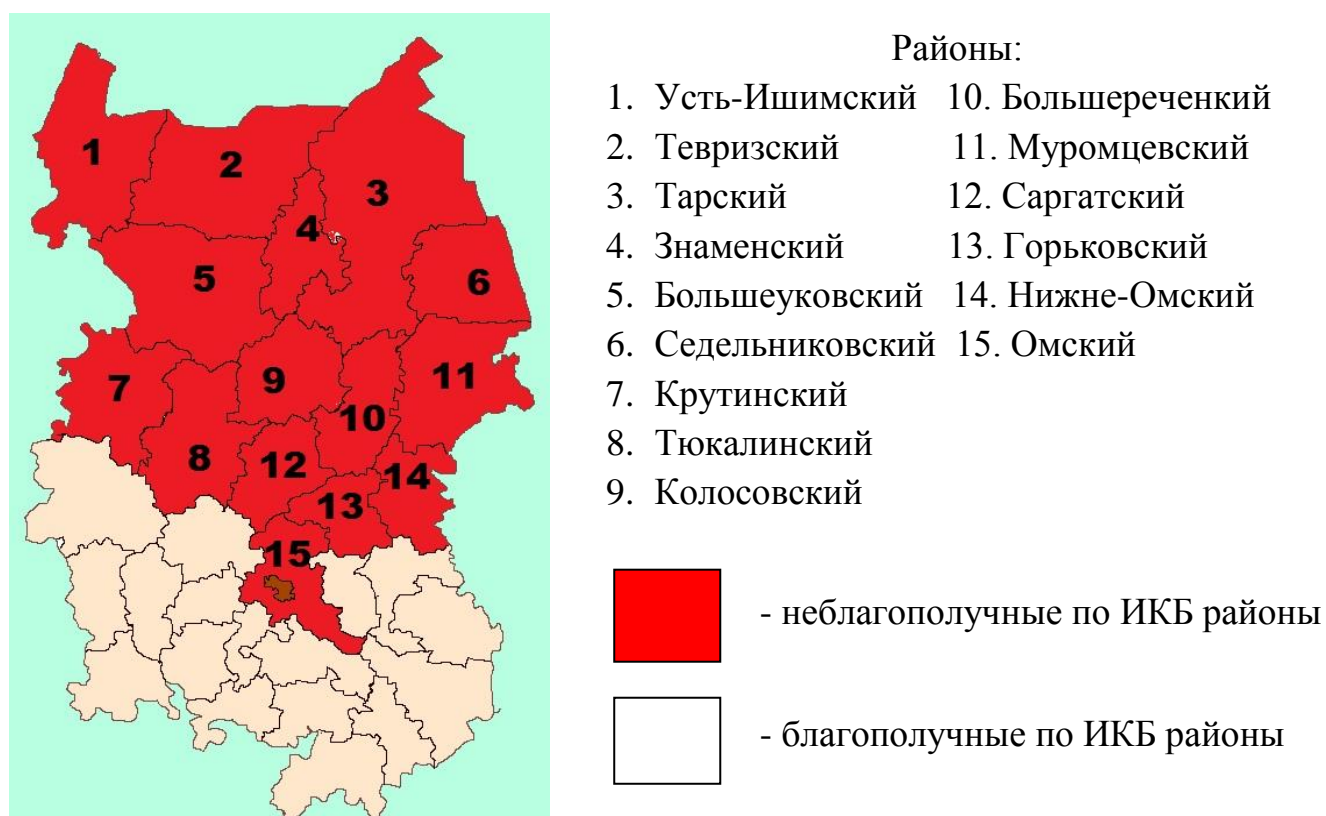 Районы:
1. Усть-Ишимский 10. Большереченкий
2. Тевризский 11. Муромцевский
3. Тарский 12. Саргатский
4. Знаменский 13. Горьковский
5. Большеуковский 14. Нижне-Омский
6. Седельниковский 15. Омский
7. Крутинский
8. Тюкалинский
9. Колосовский
- неблагополучные по ИКБ районы
- благополучные по ИКБ районы
1
2
3
4
5
6
7
8
9
10
11
12
13
14
15